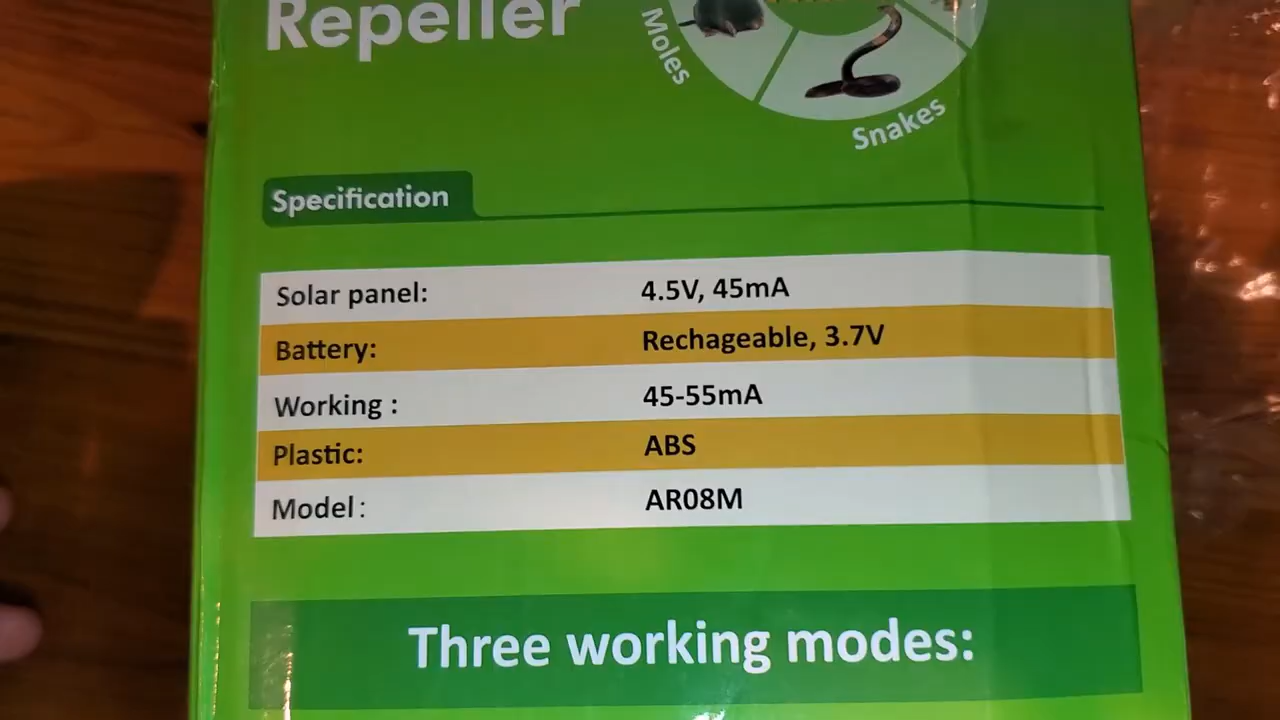 Repeller
Moles
Snakes
Specification
Solar panel: 4.5V, 45mA
Battery: Rechageable, 3.7V
Working : 45-55mA
Plastic: ABS
Model : AR08M
Three working modes: